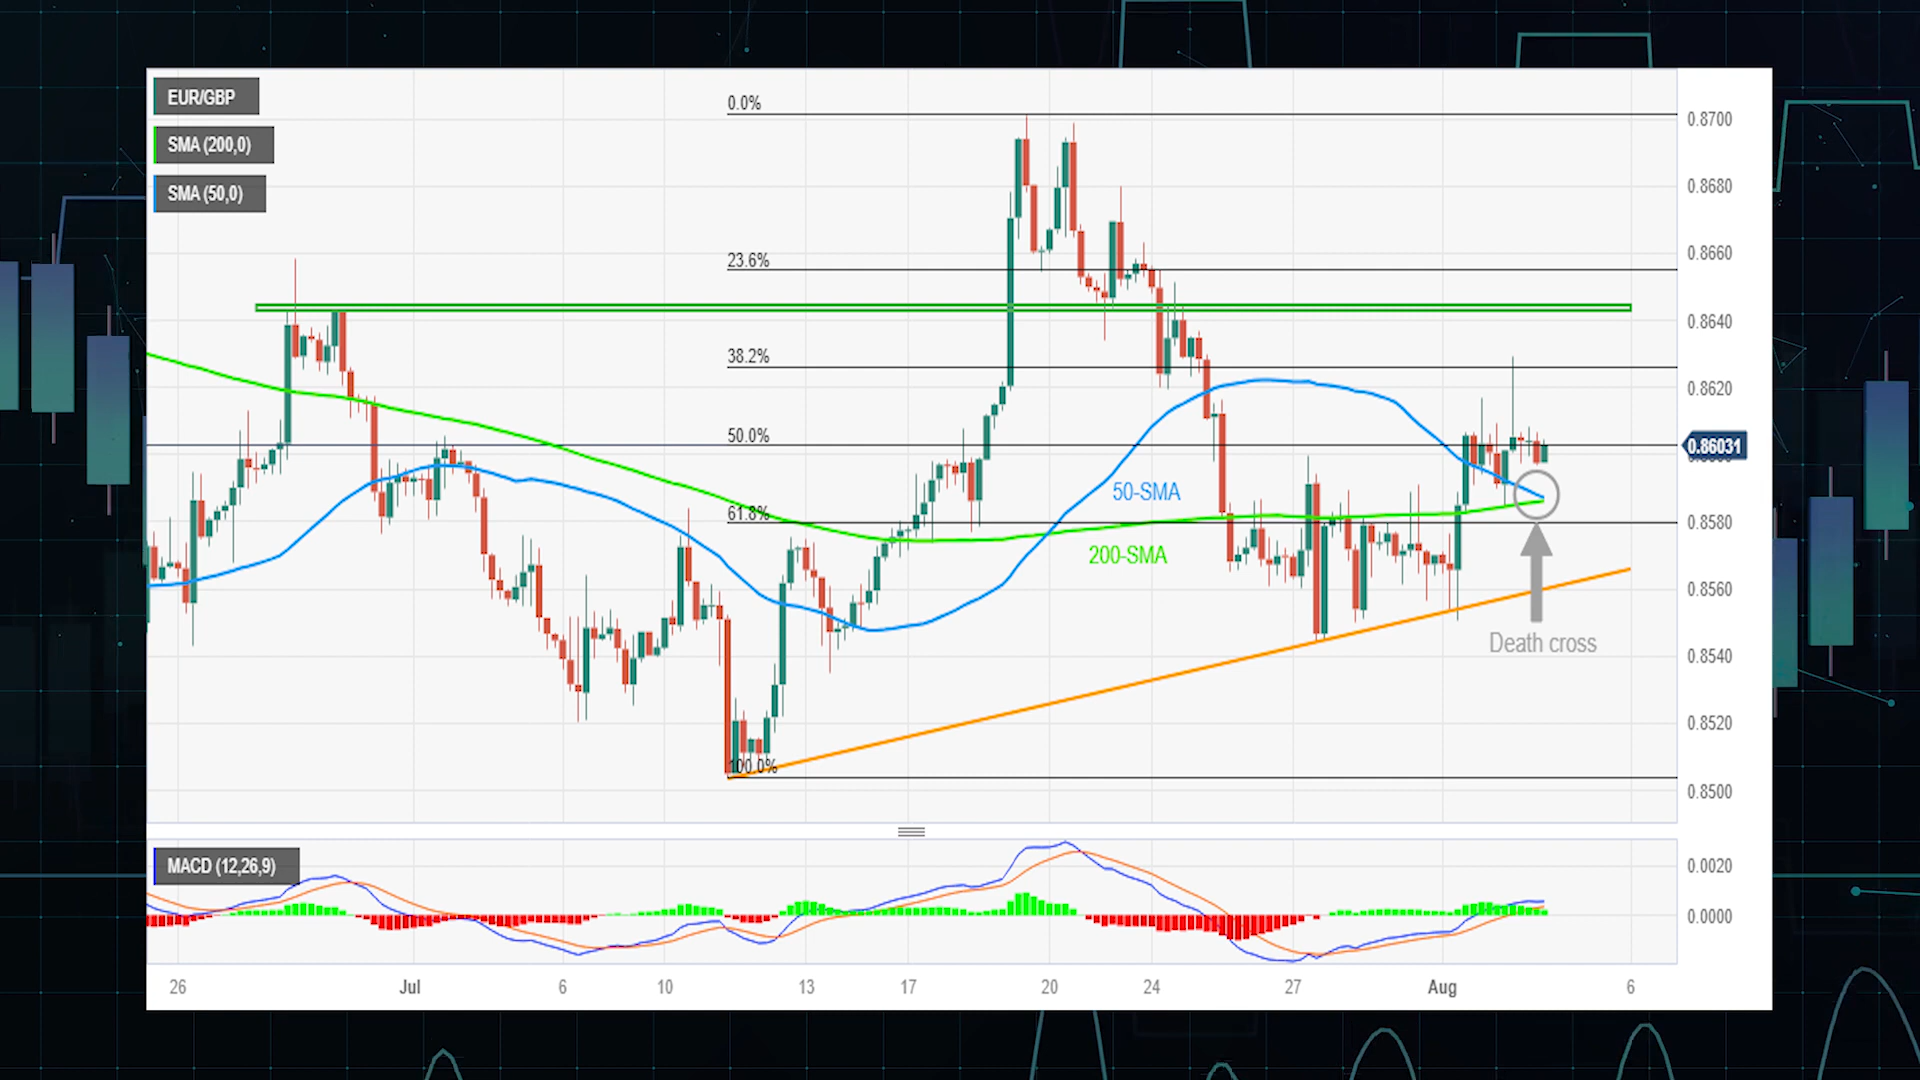 EUR/GBP
SMA (200,0)
SMA (50,0)
0.0%
23.6%
38.2%
50.0%
61.8%
100.0%
50-SMA
200-SMA
Death cross
0.8700
0.8680
0.8660
0.8640
0.8620
0.86031
0.8580
0.8560
0.8540
0.8520
0.8500
MACD (12,26,9)
0.0020
0.0000
26 Jul 6 10 13 17 20 24 27 Aug 6